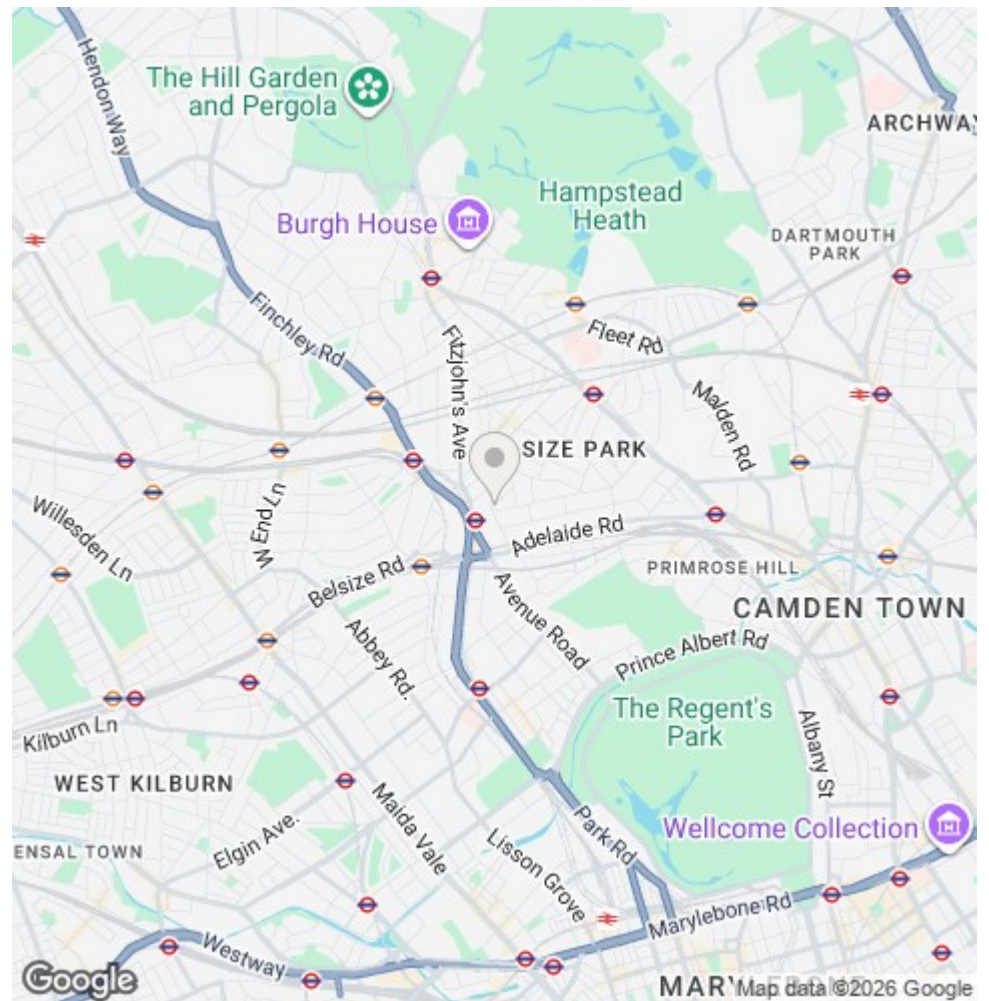 Hendon Way
The Hill Garden
and Pergola
ARCHWAY
Hampstead
Heath
Burgh House
DARTMOUTH
PARK
Finchley Rd
Fitzjohn's Ave
Fleet Rd
Malden Rd
SIZE PARK
Willesden Ln
W End Ln
Adelaide Rd
Belsize Rd
PRIMROSE HILL
Avenue Road
CAMDEN TOWN
Abbey Rd.
Prince Albert Rd
The Regent's
Park
Albany St
Kilburn Ln
WEST KILBURN
Maida Vale
Elgin Ave.
Park Rd
Wellcome Collection
ENSAL TOWN
Lisson Grove
Marylebone Rd
Westway
Google
Map data ©2026 Google